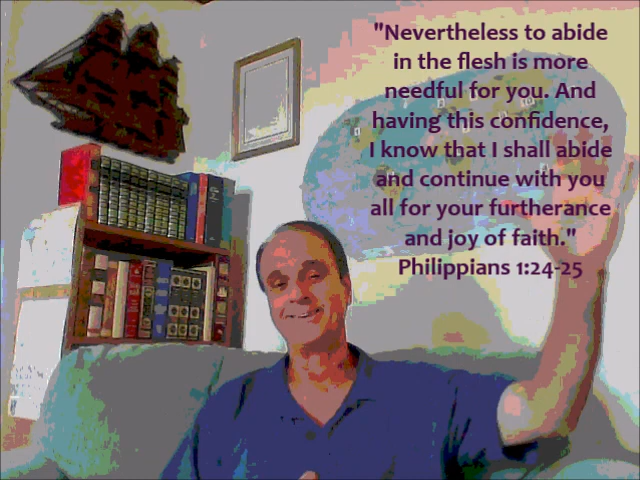 "Nevertheless to abide
in the flesh is more
needful for you. And
having this confidence,
I know that I shall abide
and continue with you
all for your furtherance
and joy of faith."
Philippians 1:24-25